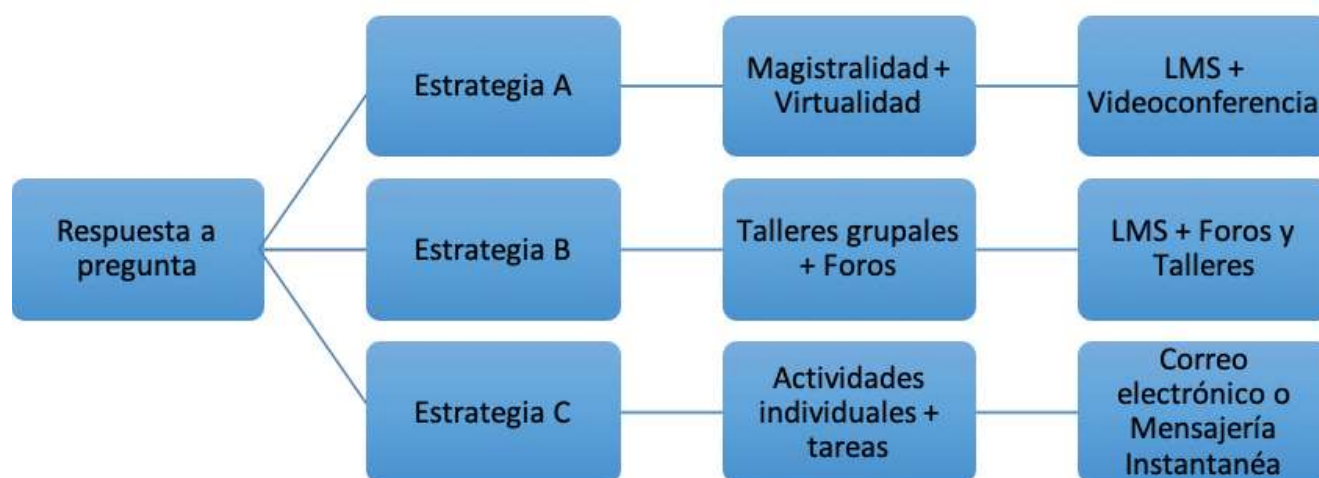 Respuesta a
pregunta
Estrategia A
Magistralidad +
Virtualidad
LMS +
Videoconferencia
Estrategia B
Talleres grupales
+ Foros
LMS + Foros y
Talleres
Estrategia C
Actividades
individuales +
tareas
Correo
electrónico o
Mensajería
Instantanéa